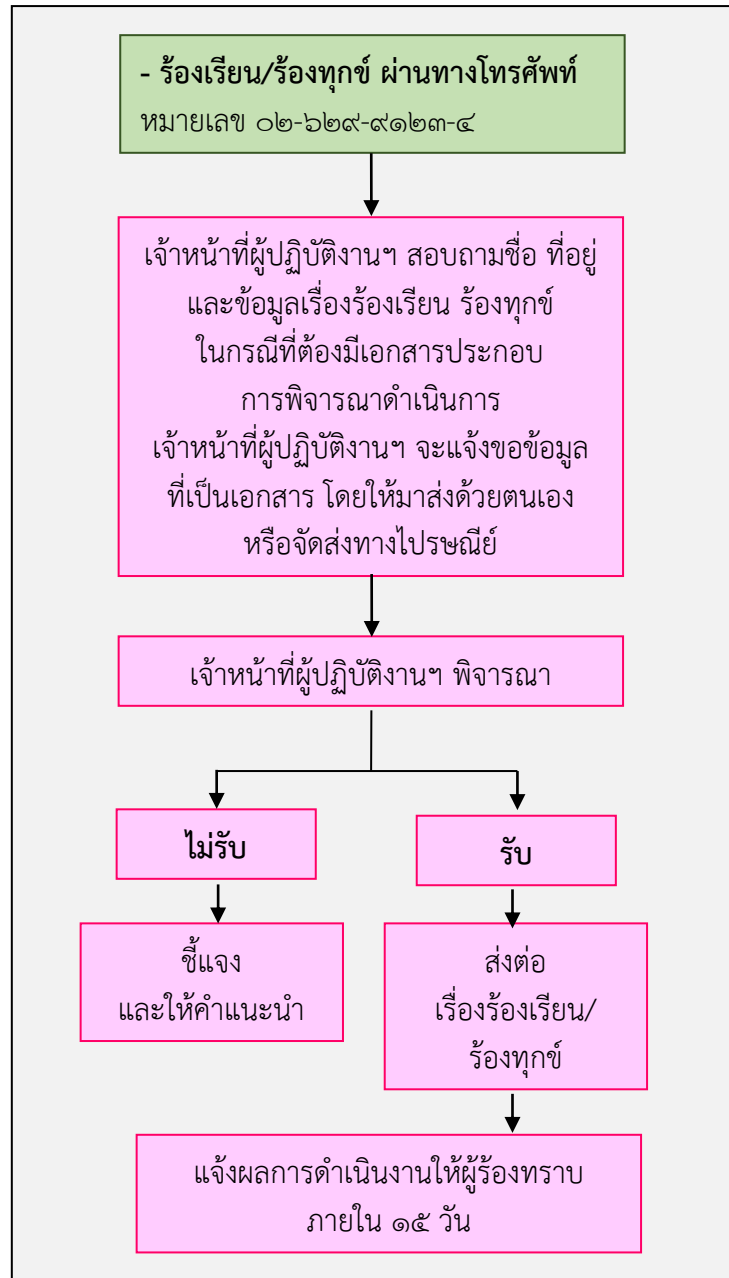 - ร้องเรียน/ร้องทุกข์ ผ่านทางโทรศัพท์
หมายเลข ๐๒-๖๒๙-๙๑๒๓-๔
เจ้าหน้าที่ผู้ปฏิบัติงานฯ สอบถามชื่อ ที่อยู่
และข้อมูลเรื่องร้องเรียน ร้องทุกข์
ในกรณีที่ต้องมีเอกสารประกอบ
การพิจารณาดำเนินการ
เจ้าหน้าที่ผู้ปฏิบัติงานฯ จะแจ้งขอข้อมูล
ที่เป็นเอกสาร โดยให้มาส่งด้วยตนเอง
หรือจัดส่งทางไปรษณีย์
เจ้าหน้าที่ผู้ปฏิบัติงานฯ พิจารณา
ไม่รับ
ชี้แจง
และให้คำแนะนำ
รับ
ส่งต่อ
เรื่องร้องเรียน/
ร้องทุกข์
แจ้งผลการดำเนินงานให้ผู้ร้องทราบ
ภายใน ๑๕ วัน